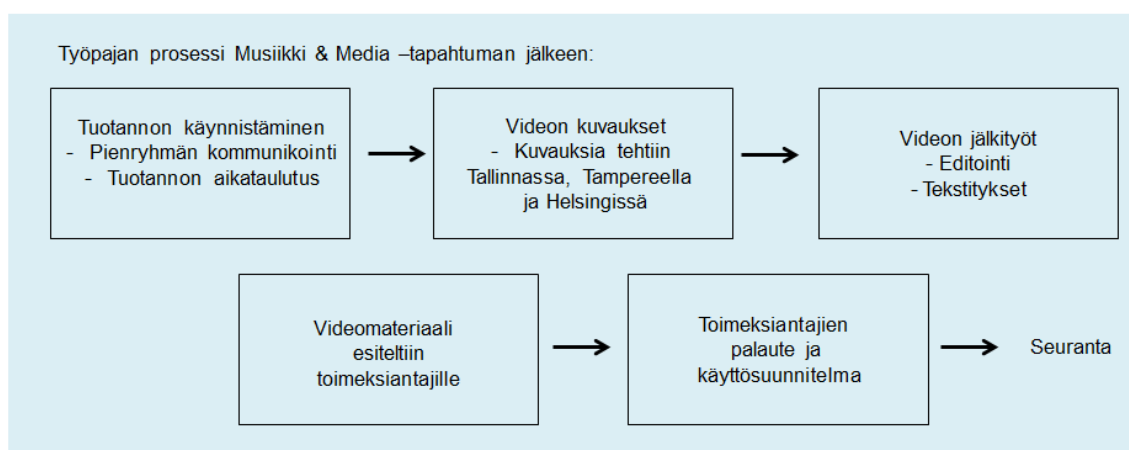 Työpajan prosessi Musiikki & Media –tapahtuman jälkeen:
Tuotannon käynnistäminen
- Pienryhmän kommunikointi
- Tuotannon aikataulutus
Videon kuvaukset
- Kuvauksia tehtiin
Tallinnassa, Tampereella
ja Helsingissä
Videon jälkityöt
- Editointi
- Tekstitykset
Videomateriaali
esiteltiin
toimeksiantajille
Toimeksiantajien
palaute ja
käyttösuunnitelma
Seuranta